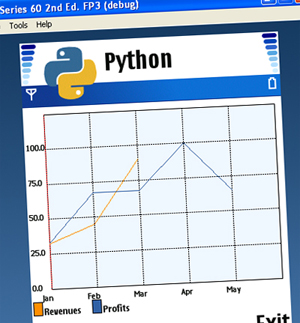 Series 60 2nd Ed. FP3 (debug)
Tools Help
Python
100.0
75.0
50.0
25.0
0.0
Jan Feb Mar Apr May
Revenues Profits
Exit